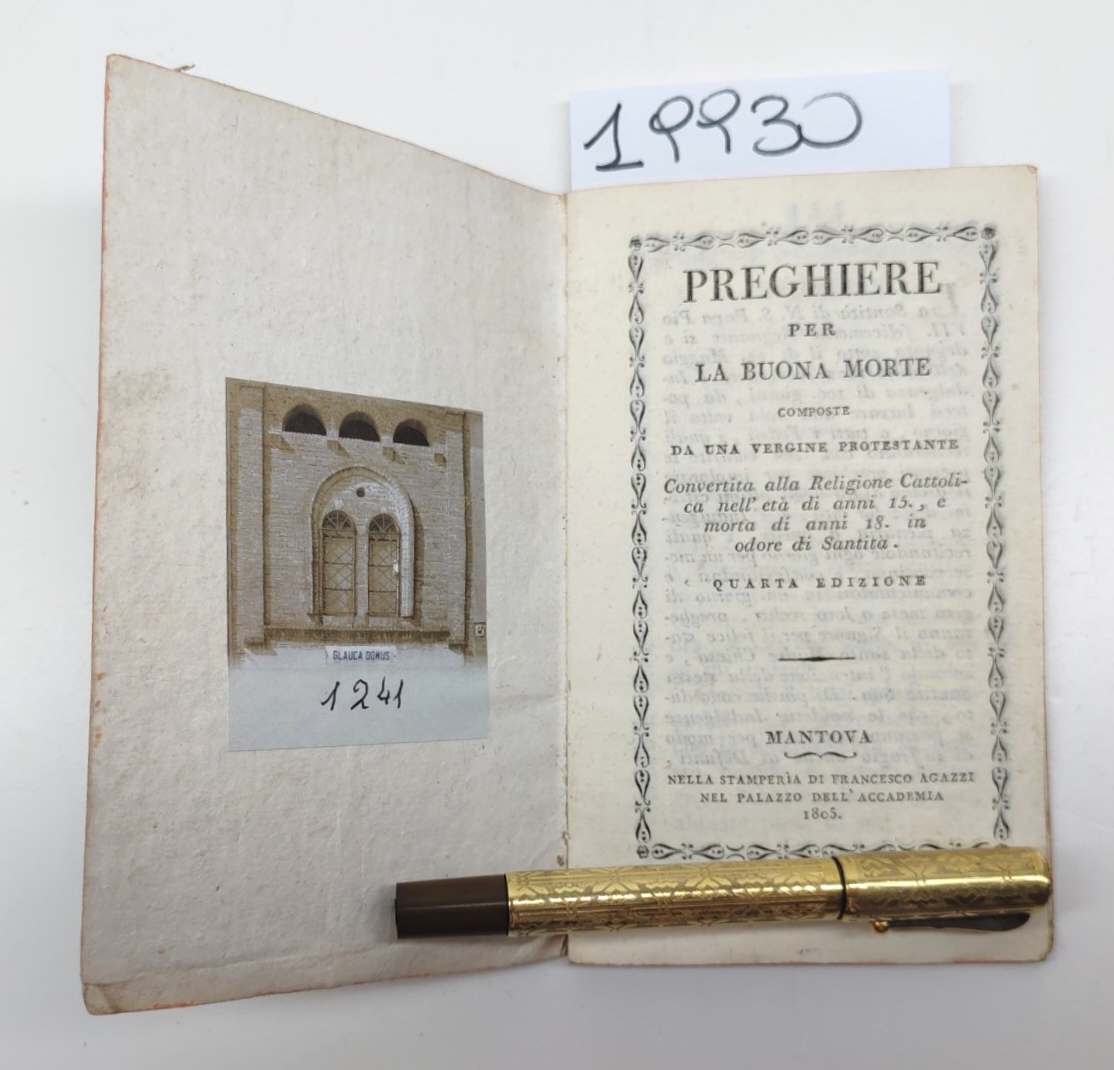 19930
GLAUCA DOMUS
1241
PREGHIERE
PER
LA BUONA MORTE
COMPOSTE
DA UNA VERGINE PROTESTANTE
Convertita alla Religione Cattoli-
ca nell' età di anni 15., e
morta di anni 18. in
odore di Santità.
QUARTA EDIZIONE
MANTOVA
NELLA STAMPERÌA DI FRANCESCO AGAZZI
NEL PALAZZO DELL' ACCADEMIA
1805.